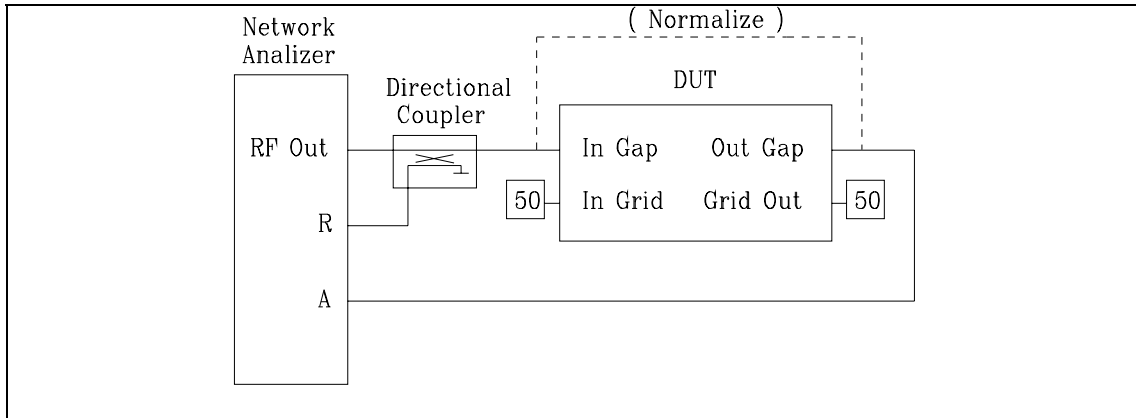 ( Normalize )
Network
Analizer
DUT
Directional
Coupler
RF Out
In Gap
Out Gap
50
In Grid
Grid Out
50
R
A